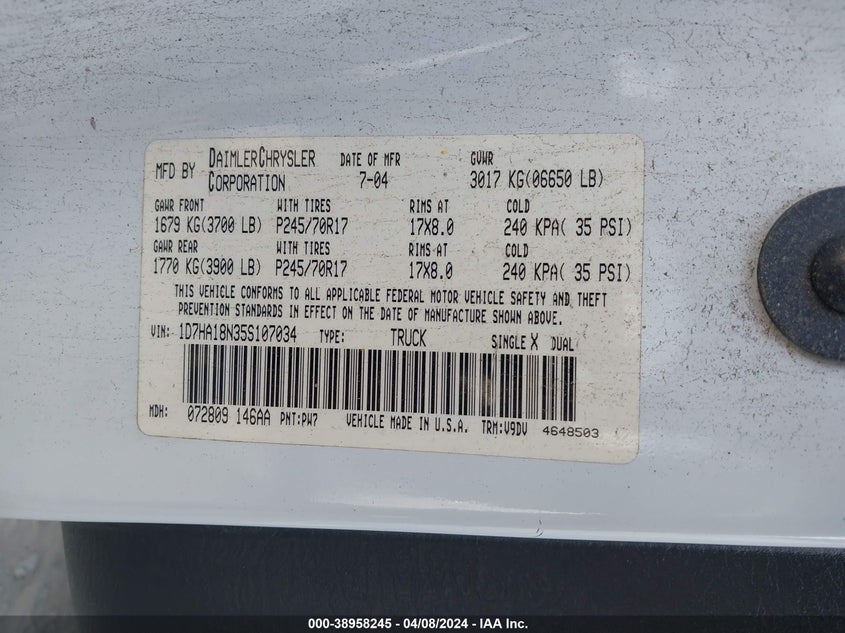 MFD BY DAIMLERCHRYSLER CORPORATION DATE OF MFR 7-04 GVWR 3017 KG(06650 LB)
GAWR FRONT WITH TIRES RIMS AT COLD
1679 KG(3700 LB) P245/70R17 17X8.0 240 KPA( 35 PSI)
GAWR REAR WITH TIRES RIMS AT COLD
1770 KG(3900 LB) P245/70R17 17X8.0 240 KPA( 35 PSI)
THIS VEHICLE CONFORMS TO ALL APPLICABLE FEDERAL MOTOR VEHICLE SAFETY AND THEFT
PREVENTION STANDARDS IN EFFECT ON THE DATE OF MANUFACTURE SHOWN ABOVE.
VIN: 1D7HA18N35S107034 TYPE: TRUCK SINGLE X DUAL
MDH: 072809 146AA PNT:PW7 VEHICLE MADE IN U.S.A. TRM:V9DV 4648503
000-38958245 - 04/08/2024 - IAA Inc.